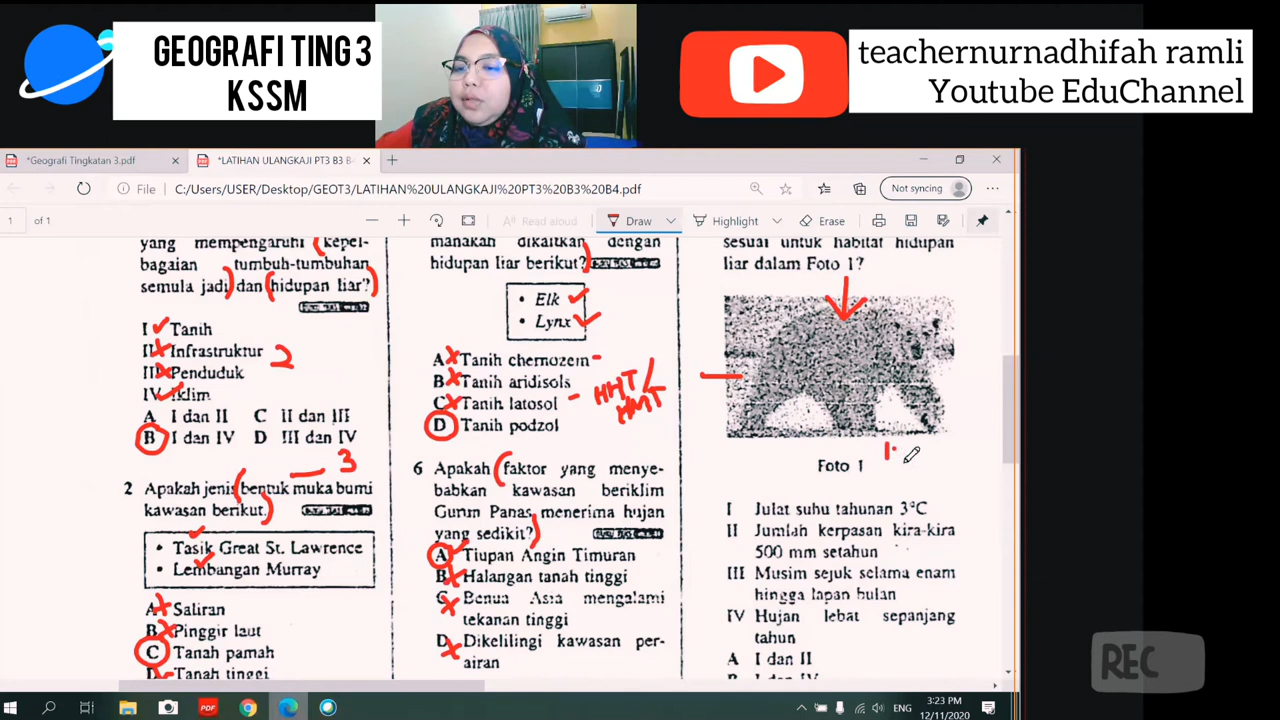 GEOGRAFI TING 3
KSSM
teachernurnadhifah ramli
Youtube EduChannel
*Geografi Tingkatan 3.pdf
*LATIHAN ULANGKAJI PT3 B3 B4
File
C:/Users/USER/Desktop/GEOT3/LATIHAN%20ULANGKAJI%20PT3%20B3%20B4.pdf
Not syncing
1
of 1
Read aloud
Draw
Highlight
Erase
yang mempengaruhi (kepel-
bagaian tumbuh-tumbuhan
semula jadi) dan (hidupan liar?)
I Tanih
II Infrastruktur 2
III Penduduk
IV Iklim
A I dan II C II dan III
B I dan IV D III dan IV
3
2 Apakah jenis (bentuk muka bumi
kawasan berikut.)
• Tasik Great St. Lawrence
• Lembangan Murray
A Saliran
B Pinggir laut
C Tanah pamah
D Tanah tinggi
manakah dikaitkan dengan
hidupan liar berikut?)
• Elk
• Lynx
A Tanih chernozem
B Tanih aridisols
C Tanih latosol
HHT/
HMT
D Tanih podzol
6 Apakah (faktor yang menye-
babkan kawasan beriklim
Gurun Panas menerima hujan
yang sedikit?)
A Tiupan Angin Timuran
B Halangan tanah tinggi
C Benua Asia mengalami
tekanan tinggi
D Dikelilingi kawasan per-
airan
sesuai untuk habitat hidupan
liar dalam Foto 1?
Foto 1
I Julat suhu tahunan 3°C
II Jumlah kerpasan kira-kira
500 mm setahun
III Musim sejuk selama enam
hingga lapan bulan
IV Hujan lebat sepanjang
tahun
A I dan II
B I dan IV
REC
PDF
ENG
3:23 PM
12/11/2020